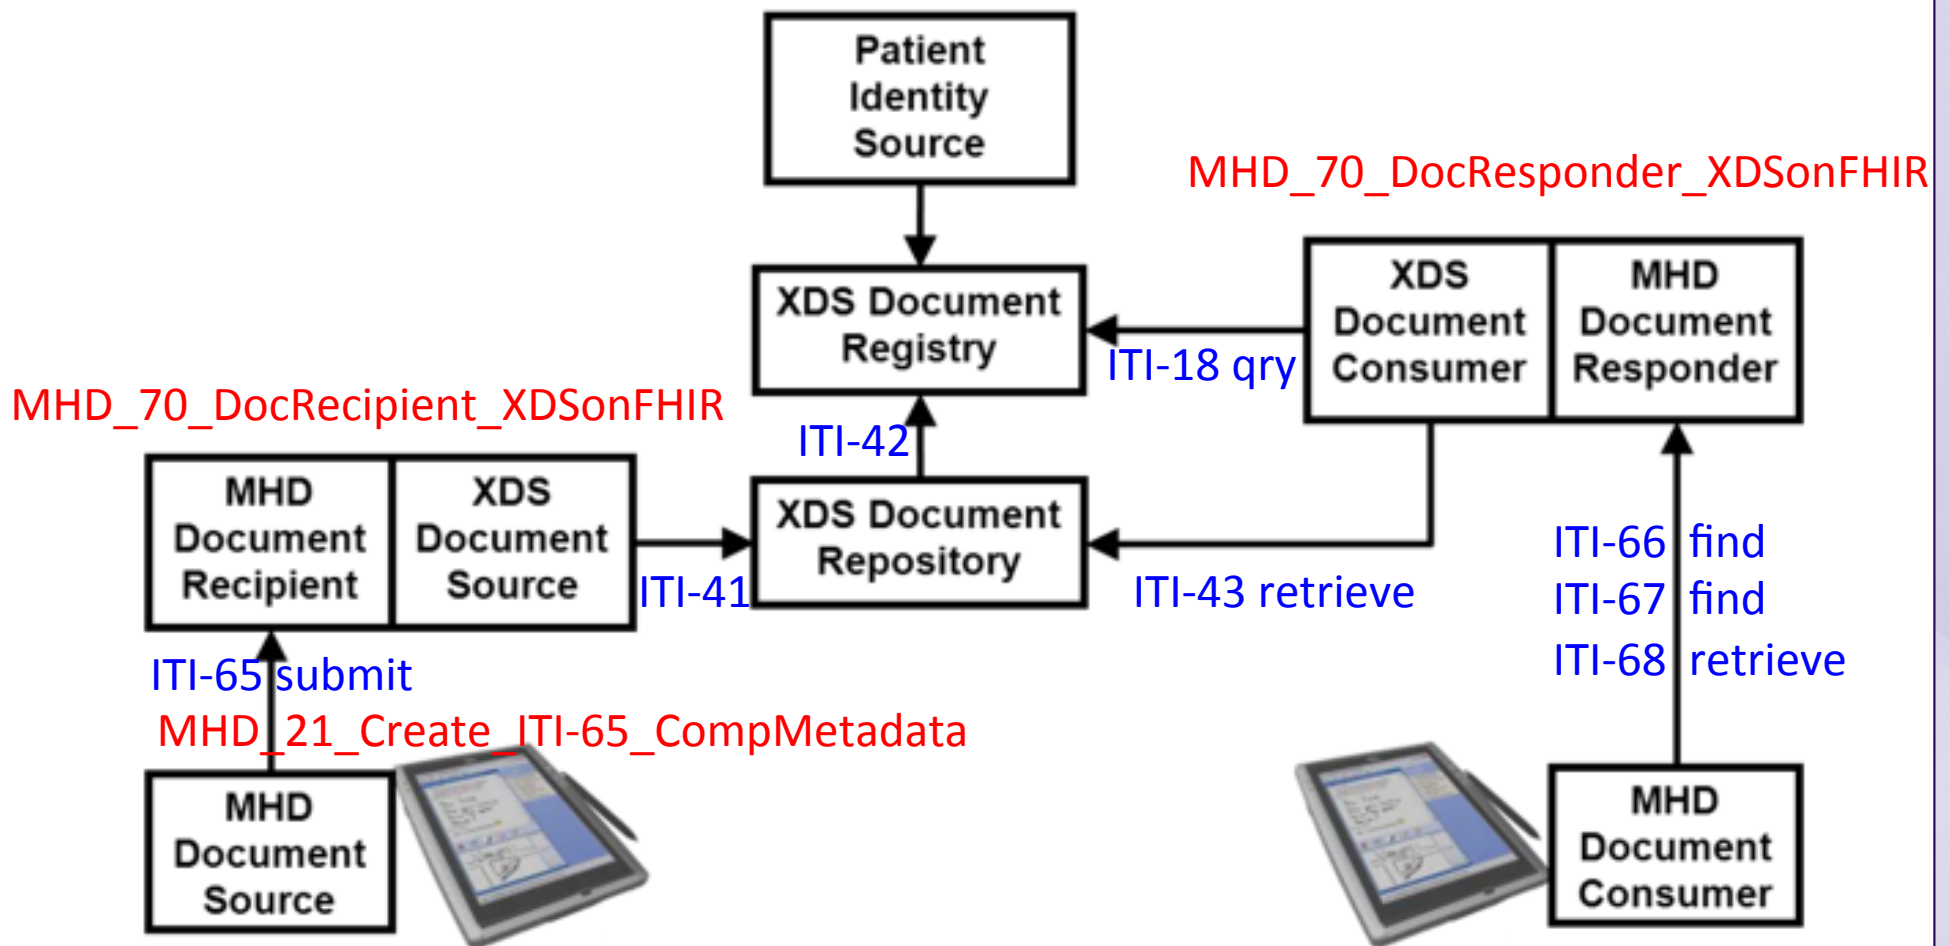 Patient
Identity
Source
MHD_70_DocResponder_XDSonFHIR
XDS Document
Registry
XDS
Document
Consumer
MHD
Document
Responder
ITI-18 qry
MHD_70_DocRecipient_XDSonFHIR
ITI-42
MHD
Document
Recipient
XDS
Document
Source
XDS Document
Repository
ITI-41
ITI-43 retrieve
ITI-66 find
ITI-67 find
ITI-68 retrieve
ITI-65 submit
MHD_21_Create_ITI-65_CompMetadata
MHD
Document
Source
MHD
Document
Consumer